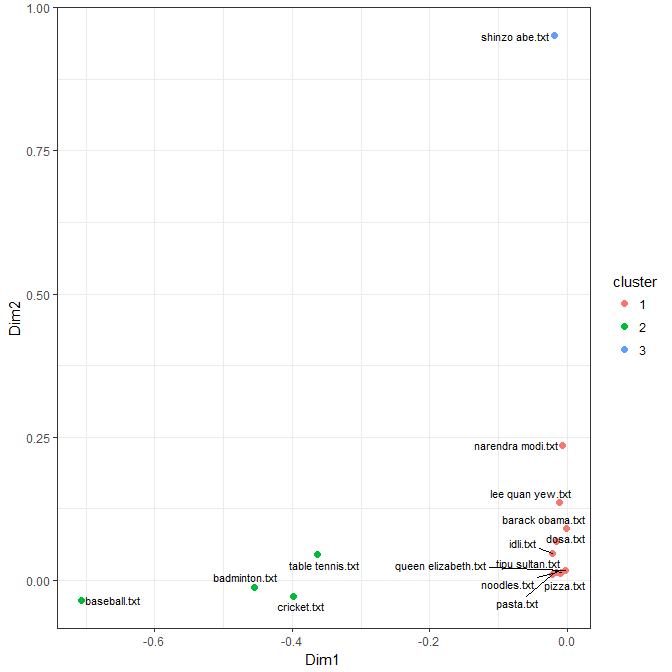 1.00
shinzo abe.txt
0.75
cluster
1
0.50
2
Dim2
3
0.25
narendra modi.txt
lee quan yew.txt
barack obama.txt
dosa.txt
idli.txt
tipu sultan.txt
queen elizabeth.txt
table tennis.txt
0.00
badminton.txt
noodles.txt
pizza.txt
baseball.txt
pasta.txt
cricket.txt
-0.6
-0.4
-0.2
0.0
Dim1